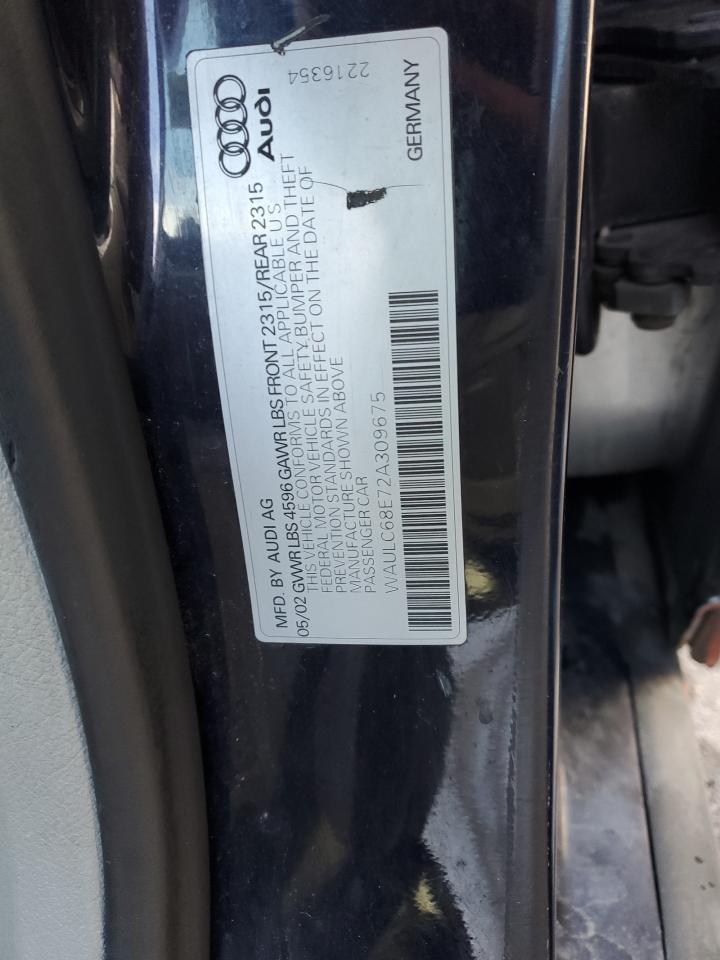 MFD. BY AUDI AG
05/02 GVWR LBS 4596 GAWR LBS FRONT 2315/REAR 2315
THIS VEHICLE CONFORMS TO ALL APPLICABLE U S
FEDERAL MOTOR VEHICLE SAFETY, BUMPER AND THEFT
PREVENTION STANDARDS IN EFFECT ON THE DATE OF
MANUFACTURE SHOWN ABOVE
PASSENGER CAR
WAULC68E72A309675
Audi
GERMANY
2216354